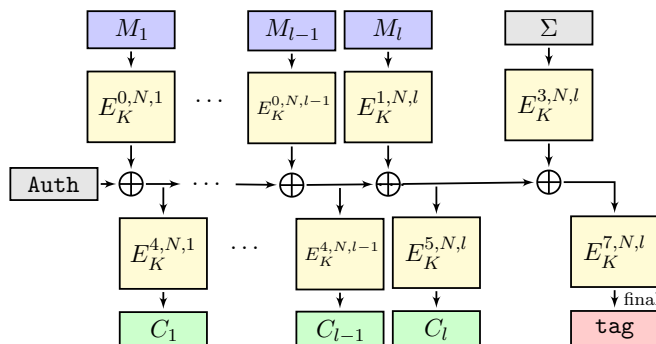 M_1 M_{l-1} M_l Σ
E_K^{0,N,1} ··· E_K^{0,N,l-1} E_K^{1,N,l} E_K^{3,N,l}
Auth ⊕ ··· ⊕ ⊕ ⊕
E_K^{4,N,1} ··· E_K^{4,N,l-1} E_K^{5,N,l} E_K^{7,N,l}
final
C_1 C_{l-1} C_l tag